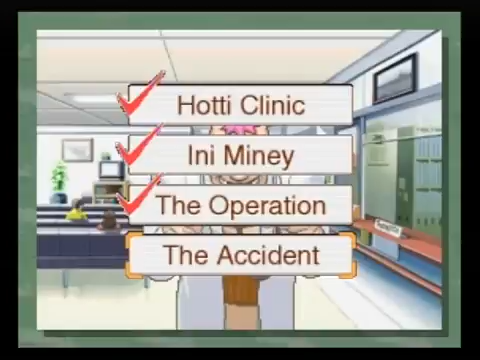 Hotti Clinic
Ini Miney
The Operation
The Accident